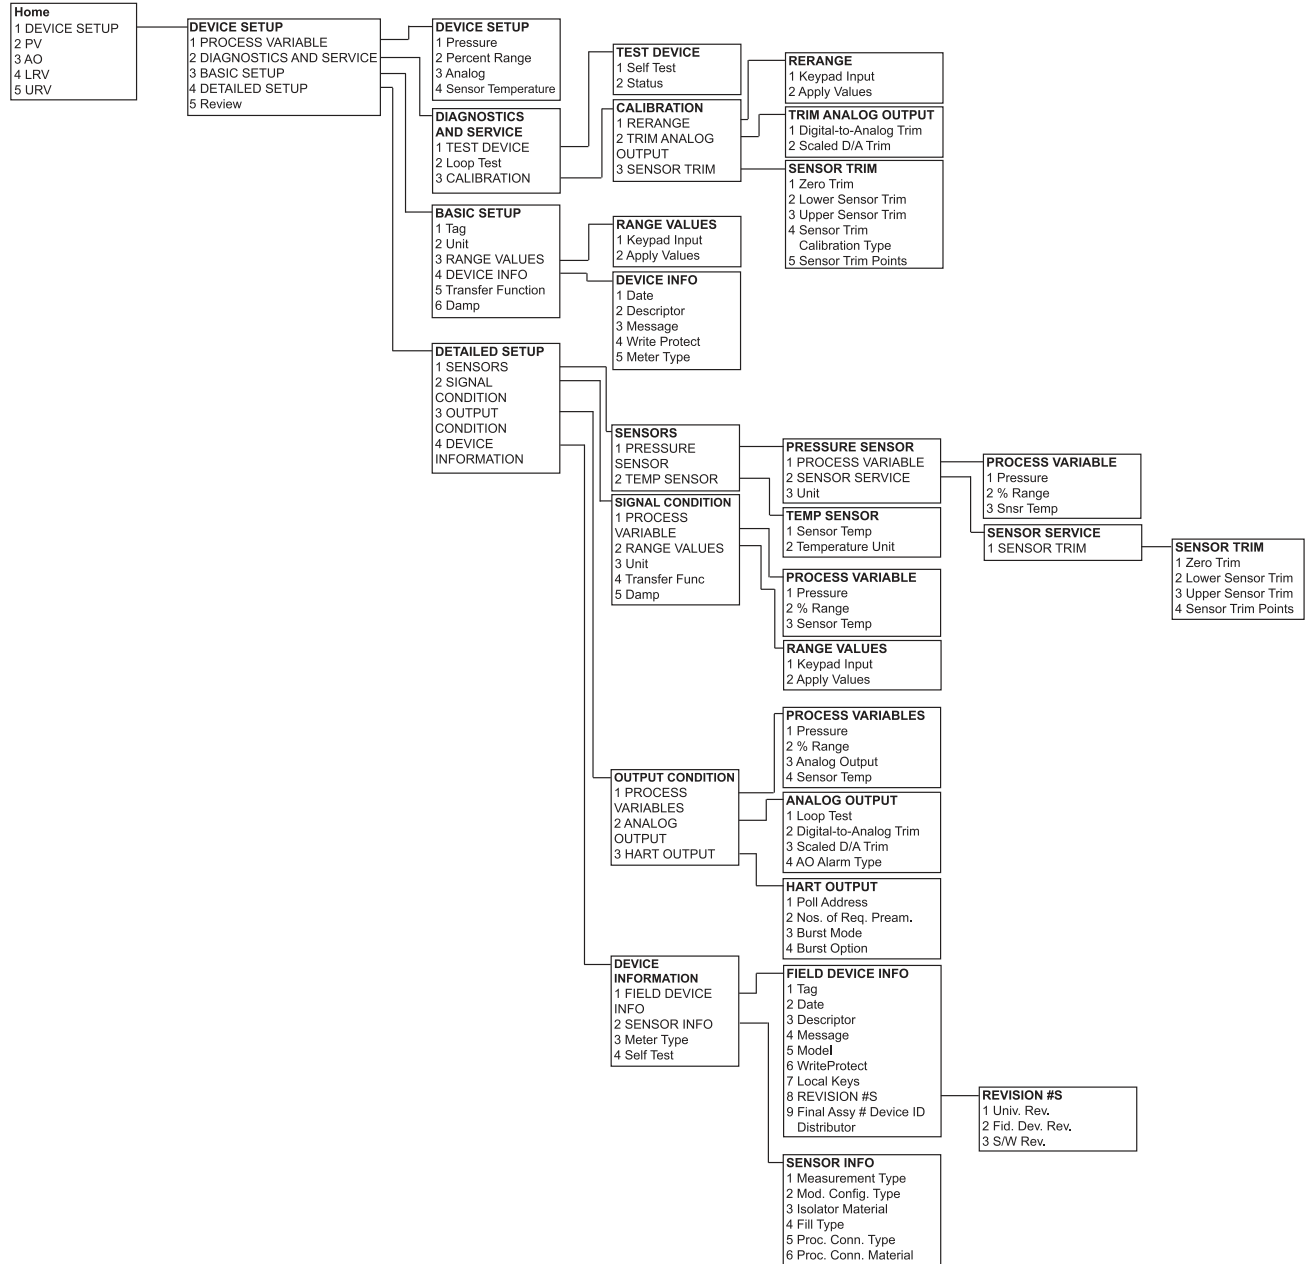 Home
1 DEVICE SETUP
2 PV
3 AO
4 LRV
5 URV
DEVICE SETUP
1 PROCESS VARIABLE
2 DIAGNOSTICS AND SERVICE
3 BASIC SETUP
4 DETAILED SETUP
5 Review
DEVICE SETUP
1 Pressure
2 Percent Range
3 Analog
4 Sensor Temperature
DIAGNOSTICS
AND SERVICE
1 TEST DEVICE
2 Loop Test
3 CALIBRATION
TEST DEVICE
1 Self Test
2 Status
CALIBRATION
1 RERANGE
2 TRIM ANALOG
OUTPUT
3 SENSOR TRIM
RERANGE
1 Keypad Input
2 Apply Values
TRIM ANALOG OUTPUT
1 Digital-to-Analog Trim
2 Scaled D/A Trim
SENSOR TRIM
1 Zero Trim
2 Lower Sensor Trim
3 Upper Sensor Trim
4 Sensor Trim
Calibration Type
5 Sensor Trim Points
BASIC SETUP
1 Tag
2 Unit
3 RANGE VALUES
4 DEVICE INFO
5 Transfer Function
6 Damp
RANGE VALUES
1 Keypad Input
2 Apply Values
DEVICE INFO
1 Date
2 Descriptor
3 Message
4 Write Protect
5 Meter Type
DETAILED SETUP
1 SENSORS
2 SIGNAL
CONDITION
3 OUTPUT
CONDITION
4 DEVICE
INFORMATION
SENSORS
1 PRESSURE
SENSOR
2 TEMP SENSOR
PRESSURE SENSOR
1 PROCESS VARIABLE
2 SENSOR SERVICE
3 Unit
PROCESS VARIABLE
1 Pressure
2 % Range
3 Snsr Temp
SENSOR SERVICE
1 SENSOR TRIM
SENSOR TRIM
1 Zero Trim
2 Lower Sensor Trim
3 Upper Sensor Trim
4 Sensor Trim Points
TEMP SENSOR
1 Sensor Temp
2 Temperature Unit
SIGNAL CONDITION
1 PROCESS
VARIABLE
2 RANGE VALUES
3 Unit
4 Transfer Func
5 Damp
PROCESS VARIABLE
1 Pressure
2 % Range
3 Sensor Temp
RANGE VALUES
1 Keypad Input
2 Apply Values
OUTPUT CONDITION
1 PROCESS
VARIABLES
2 ANALOG
OUTPUT
3 HART OUTPUT
PROCESS VARIABLES
1 Pressure
2 % Range
3 Analog Output
4 Sensor Temp
ANALOG OUTPUT
1 Loop Test
2 Digital-to-Analog Trim
3 Scaled D/A Trim
4 AO Alarm Type
HART OUTPUT
1 Poll Address
2 Nos. of Req. Pream.
3 Burst Mode
4 Burst Option
DEVICE
INFORMATION
1 FIELD DEVICE
INFO
2 SENSOR INFO
3 Meter Type
4 Self Test
FIELD DEVICE INFO
1 Tag
2 Date
3 Descriptor
4 Message
5 Model
6 WriteProtect
7 Local Keys
8 REVISION #S
9 Final Assy # Device ID
Distributor
REVISION #S
1 Univ. Rev.
2 Fid. Dev. Rev.
3 S/W Rev.
SENSOR INFO
1 Measurement Type
2 Mod. Config. Type
3 Isolator Material
4 Fill Type
5 Proc. Conn. Type
6 Proc. Conn. Material